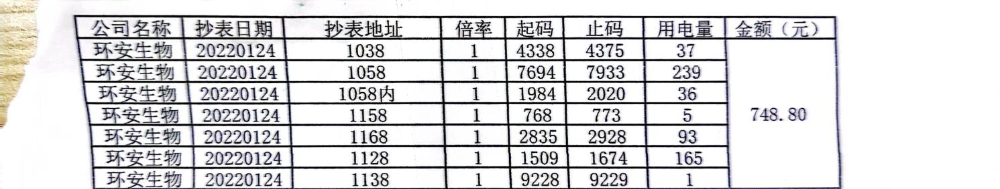 公司名称 抄表日期 抄表地址 倍率 起码 止码 用电量 金额（元）
环安生物 20220124 1038 1 4338 4375 37
环安生物 20220124 1058 1 7694 7933 239
环安生物 20220124 1058内 1 1984 2020 36
环安生物 20220124 1158 1 768 773 5 748.80
环安生物 20220124 1168 1 2835 2928 93
环安生物 20220124 1128 1 1509 1674 165
环安生物 20220124 1138 1 9228 9229 1